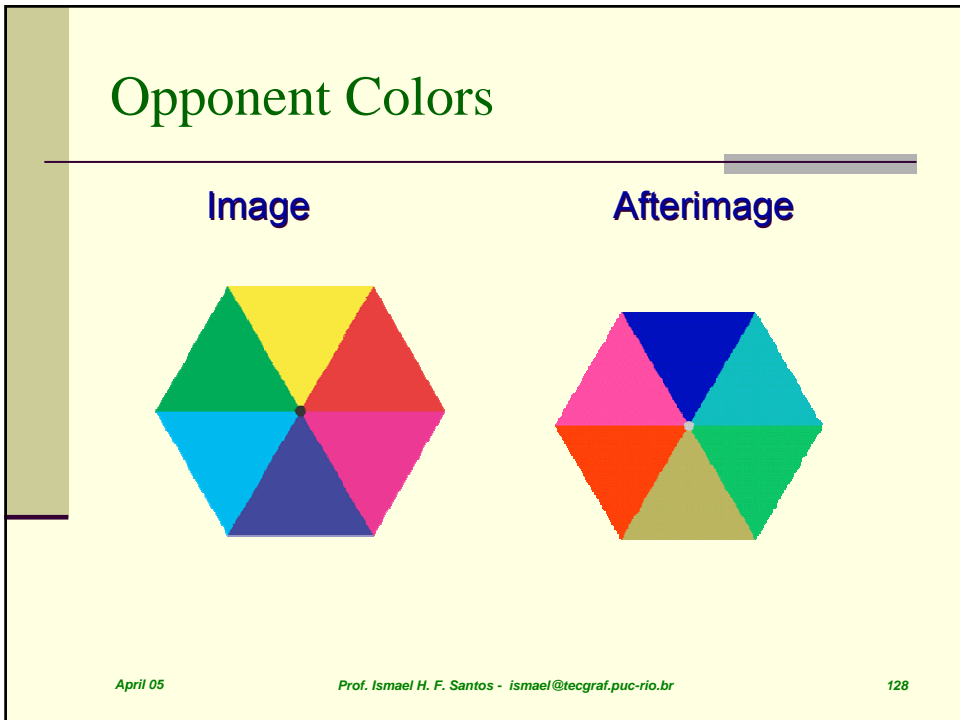 Opponent Colors
Image Afterimage
April 05 Prof. Ismael H. F. Santos - ismael@tecgraf.puc-rio.br 128